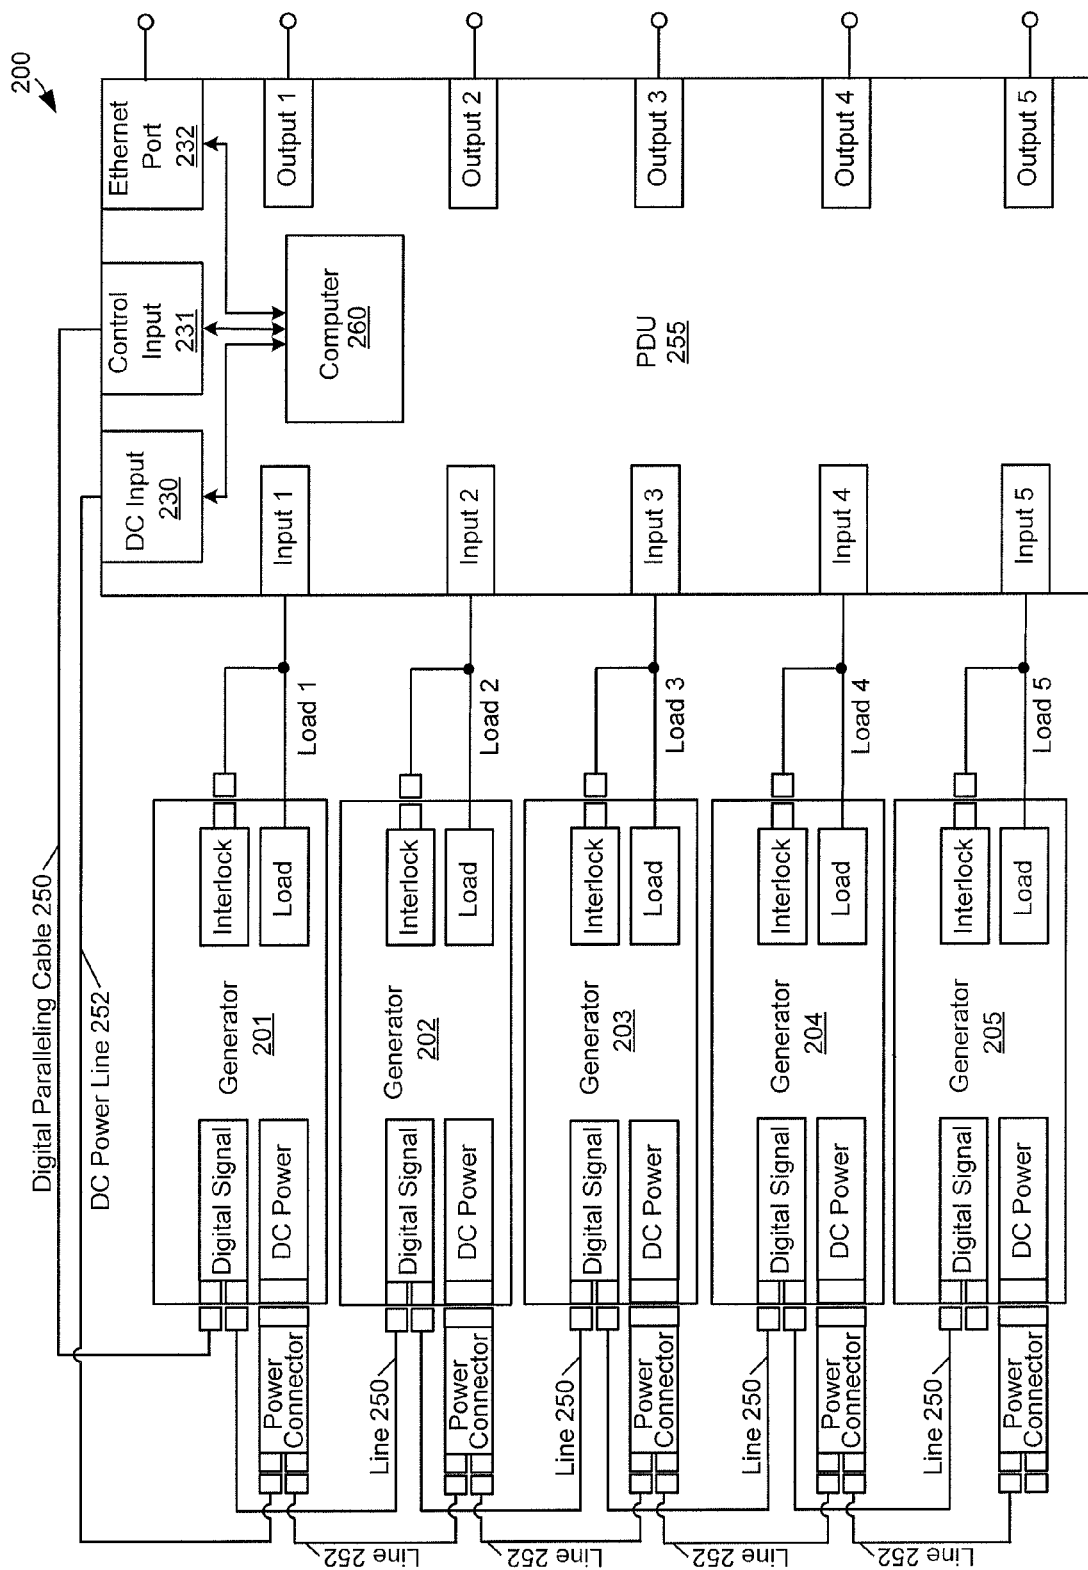 200
Digital Paralleling Cable 250
DC Power Line 252
DC Input
230
Control
Input
231
Ethernet
Port
232
Computer
260
PDU
255
Input 1
Input 2
Input 3
Input 4
Input 5
Output 1
Output 2
Output 3
Output 4
Output 5
Load 1
Load 2
Load 3
Load 4
Load 5
Power
Connector
Digital Signal
DC Power
Generator
201
Interlock
Load
Power
Connector
Digital Signal
DC Power
Generator
202
Interlock
Load
Power
Connector
Digital Signal
DC Power
Generator
203
Interlock
Load
Power
Connector
Digital Signal
DC Power
Generator
204
Interlock
Load
Power
Connector
Digital Signal
DC Power
Generator
205
Interlock
Load
Line 250
Line 250
Line 250
Line 250
Line 252
Line 252
Line 252
Line 252